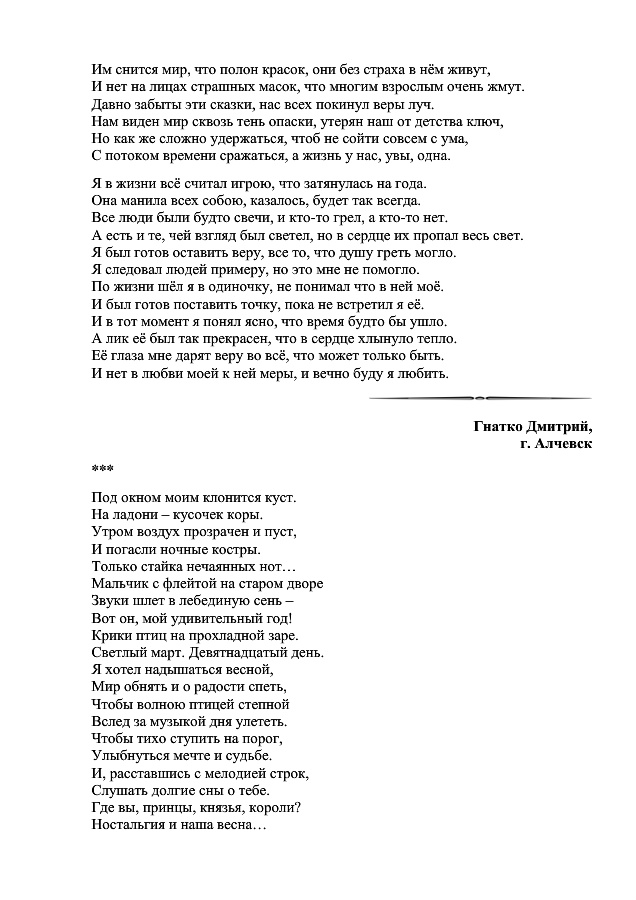 Им снится мир, что полон красок, они без страха в нём живут,
И нет на лицах страшных масок, что многим взрослым очень жмут.
Давно забыты эти сказки, нас всех покинул веры луч.
Нам виден мир сквозь тень опаски, утерян наш от детства ключ,
Но как же сложно удержаться, чтоб не сойти совсем с ума,
С потоком времени сражаться, а жизнь у нас, увы, одна.
Я в жизни всё считал игрою, что затянулась на года.
Она манила всех собою, казалось, будет так всегда.
Все люди были будто свечи, и кто-то грел, а кто-то нет.
А есть и те, чей взгляд был светел, но в сердце их пропал весь свет.
Я был готов оставить веру, все то, что душу греть могло.
Я следовал людей примеру, но это мне не помогло.
По жизни шёл я в одиночку, не понимал что в ней моё.
И был готов поставить точку, пока не встретил я её.
И в тот момент я понял ясно, что время будто бы ушло.
А лик её был так прекрасен, что в сердце хлынуло тепло.
Её глаза мне дарят веру во всё, что может только быть.
И нет в любви моей к ней меры, и вечно буду я любить.
Гнатко Дмитрий,
г. Алчевск
***
Под окном моим клонится куст.
На ладони – кусочек коры.
Утром воздух прозрачен и пуст,
И погасли ночные костры.
Только стайка нечаянных нот…
Мальчик с флейтой на старом дворе
Звуки шлет в лебединую сень –
Вот он, мой удивительный год!
Крики птиц на прохладной заре.
Светлый март. Девятнадцатый день.
Я хотел надышаться весной,
Мир обнять и о радости спеть,
Чтобы волною птицей степной
Вслед за музыкой дня улететь.
Чтобы тихо ступить на порог,
Улыбнуться мечте и судьбе.
И, расставшись с мелодией строк,
Слушать долгие сны о тебе.
Где вы, принцы, князья, короли?
Ностальгия и наша весна…